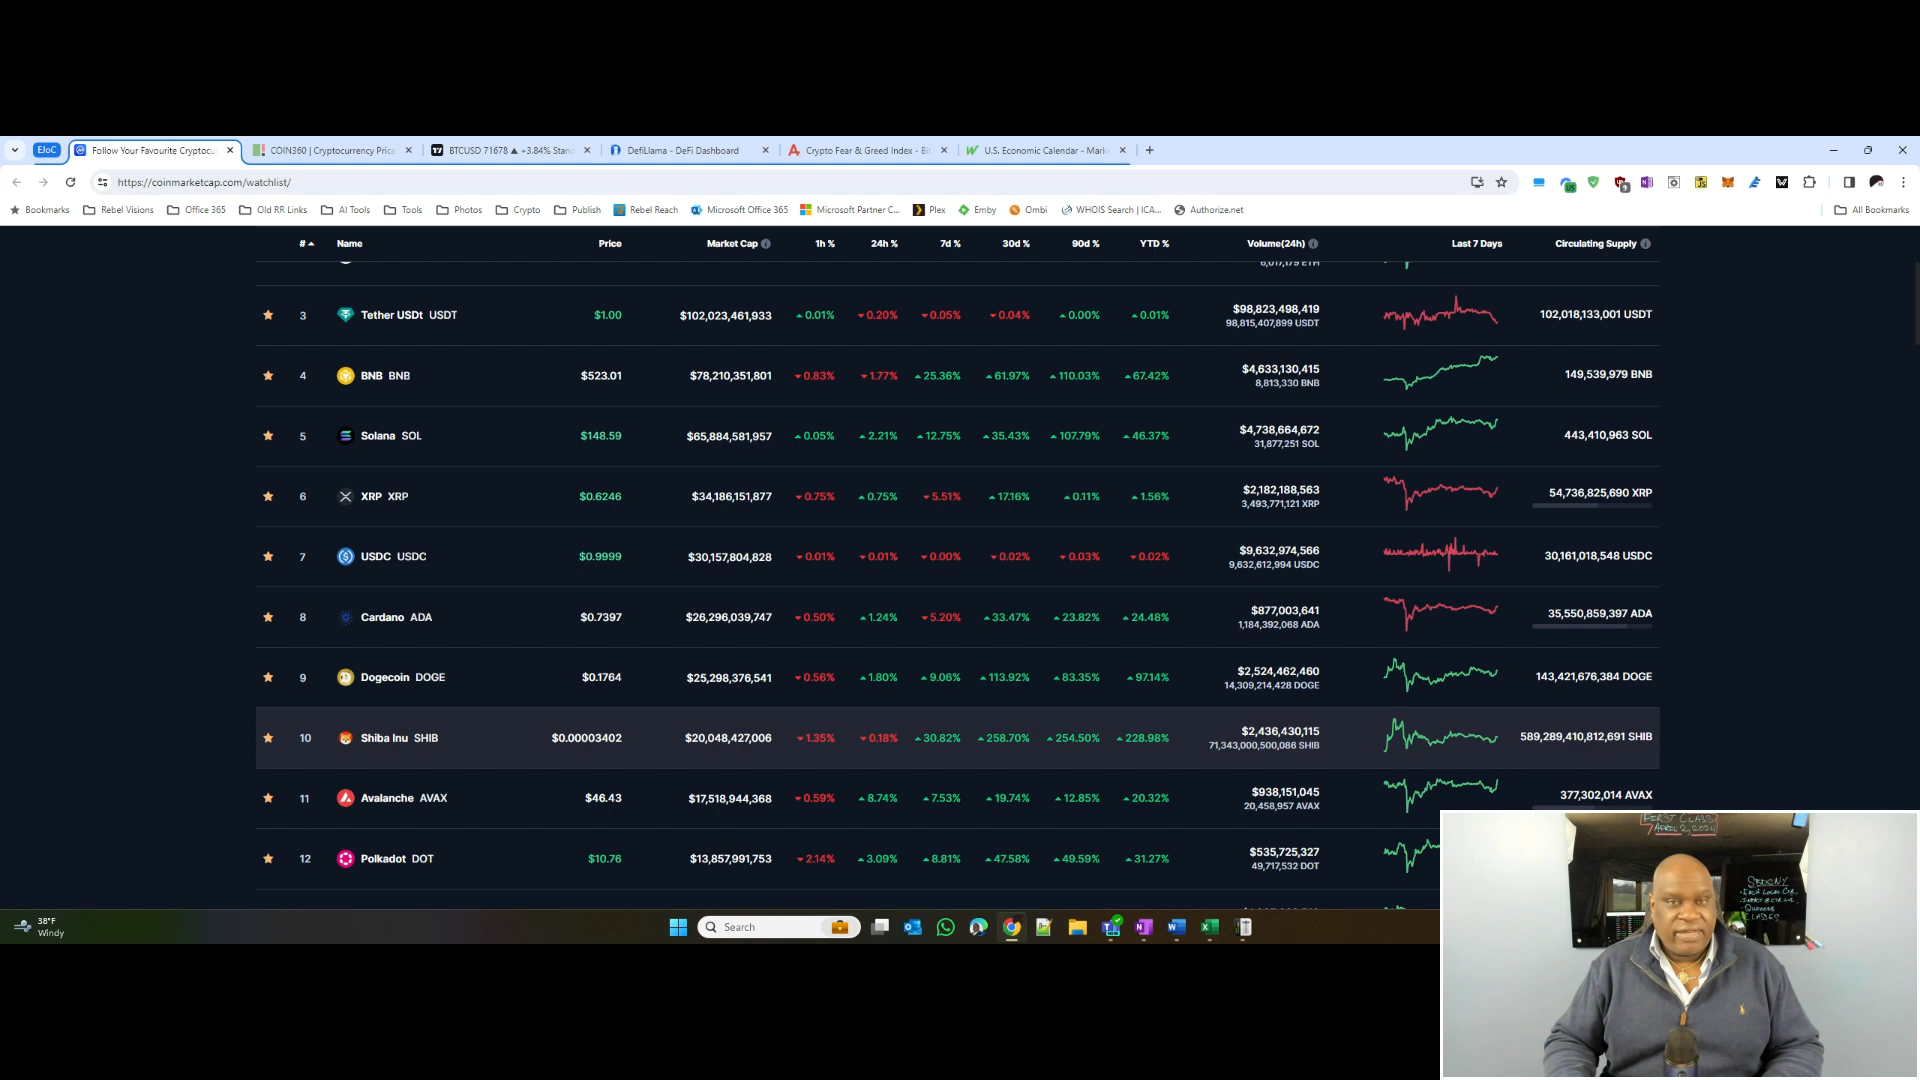 EJoC
Follow Your Favourite Cryptocu
COIN360 | Cryptocurrency Price
BTCUSD 71678 ▲ +3.84% Stan
DefiLlama - DeFi Dashboard
Crypto Fear & Greed Index - Bit
U.S. Economic Calendar - Mark
https://coinmarketcap.com/watchlist/
Bookmarks Rebel Visions Office 365 Old RR Links AI Tools Tools Photos Crypto Publish Rebel Reach Microsoft Office 365 Microsoft Partner C... Plex Emby Ombi WHOIS Search | ICA... Authorize.net All Bookmarks
# Name Price Market Cap 1h % 24h % 7d % 30d % 90d % YTD % Volume(24h) Last 7 Days Circulating Supply
6,017,179 ETH
3 Tether USDt USDT $1.00 $102,023,461,933 0.01% 0.20% 0.05% 0.04% 0.00% 0.01% $98,823,498,419 102,018,133,001 USDT
98,815,407,899 USDT
4 BNB BNB $523.01 $78,210,351,801 0.83% 1.77% 25.36% 61.97% 110.03% 67.42% $4,633,130,415 149,539,979 BNB
8,813,330 BNB
5 Solana SOL $148.59 $65,884,581,957 0.05% 2.21% 12.75% 35.43% 107.79% 46.37% $4,738,664,672 443,410,963 SOL
31,877,251 SOL
6 XRP XRP $0.6246 $34,186,151,877 0.75% 0.75% 5.51% 17.16% 0.11% 1.56% $2,182,188,563 54,736,825,690 XRP
3,493,771,121 XRP
7 USDC USDC $0.9999 $30,157,804,828 0.01% 0.01% 0.00% 0.02% 0.03% 0.02% $9,632,974,566 30,161,018,548 USDC
9,632,612,994 USDC
8 Cardano ADA $0.7397 $26,296,039,747 0.50% 1.24% 5.20% 33.47% 23.82% 24.48% $877,003,641 35,550,859,397 ADA
1,184,392,068 ADA
9 Dogecoin DOGE $0.1764 $25,298,376,541 0.56% 1.80% 9.06% 113.92% 83.35% 97.14% $2,524,462,460 143,421,676,384 DOGE
14,309,214,428 DOGE
10 Shiba Inu SHIB $0.00003402 $20,048,427,006 1.35% 0.18% 30.82% 258.70% 254.50% 228.98% $2,436,430,115 589,289,410,812,691 SHIB
71,343,000,500,086 SHIB
11 Avalanche AVAX $46.43 $17,518,944,368 0.59% 8.74% 7.53% 19.74% 12.85% 20.32% $938,151,045 377,302,014 AVAX
20,458,957 AVAX
12 Polkadot DOT $10.76 $13,857,991,753 2.14% 3.09% 8.81% 47.58% 49.59% 31.27% $535,725,327
49,717,532 DOT
FIRST CLASS
APRIL 2, 2024
SBDCNY
QUEENS
38°F
Windy
Search